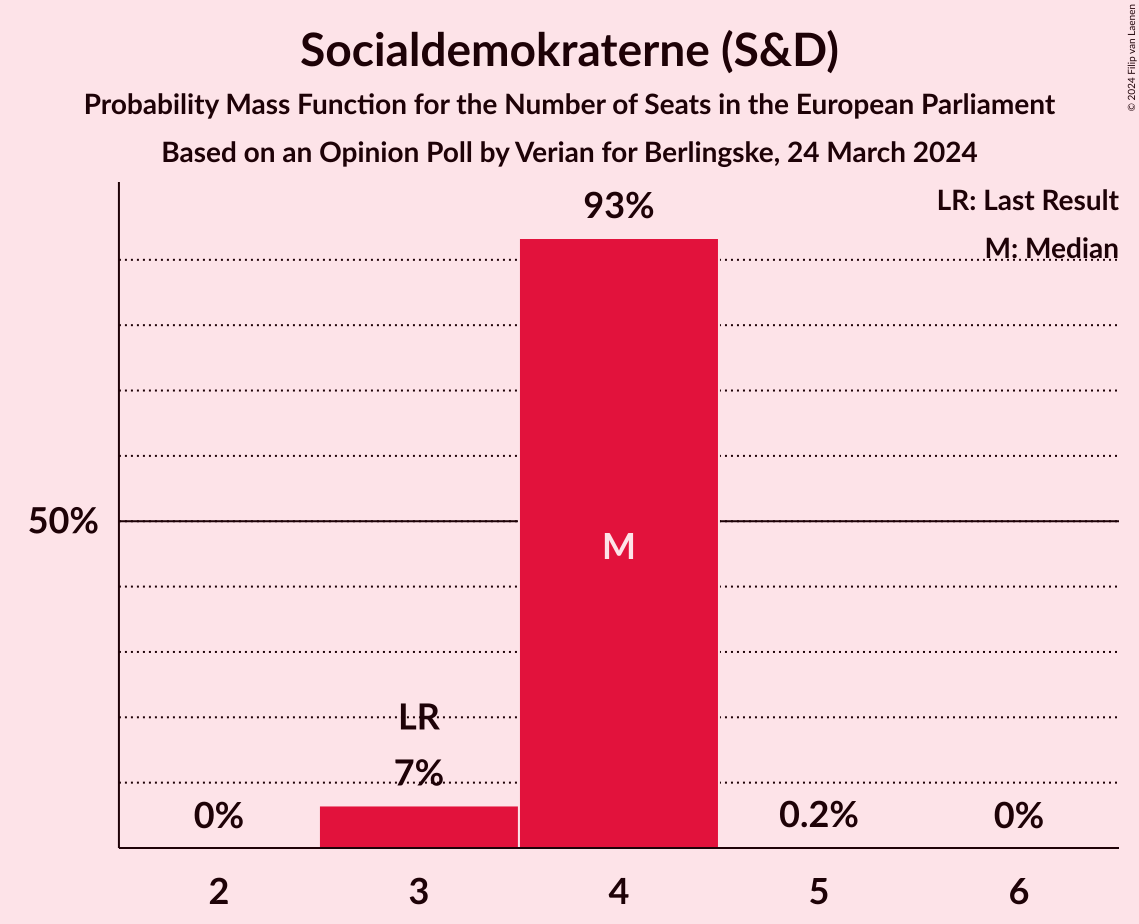 Socialdemokraterne (S&D)
Probability Mass Function for the Number of Seats in the European Parliament
Based on an Opinion Poll by Verian for Berlingske, 24 March 2024
© 2024 Filip van Laenen
LR: Last Result
M: Median
93%
50%
M
LR
7%
0%
0.2%
0%
2
3
4
5
6